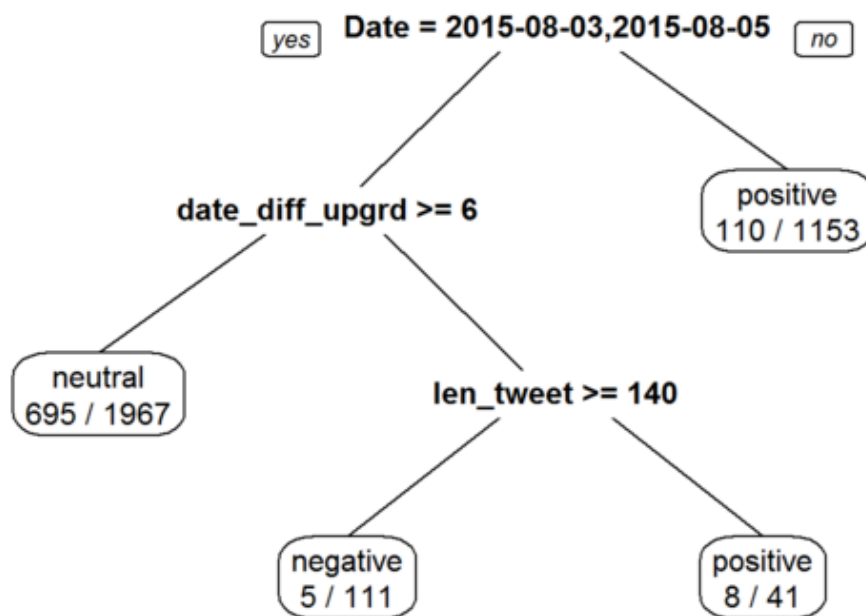 yes
Date = 2015-08-03,2015-08-05
no
date_diff_upgrd >= 6
positive
110 / 1153
neutral
695 / 1967
len_tweet >= 140
negative
5 / 111
positive
8 / 41